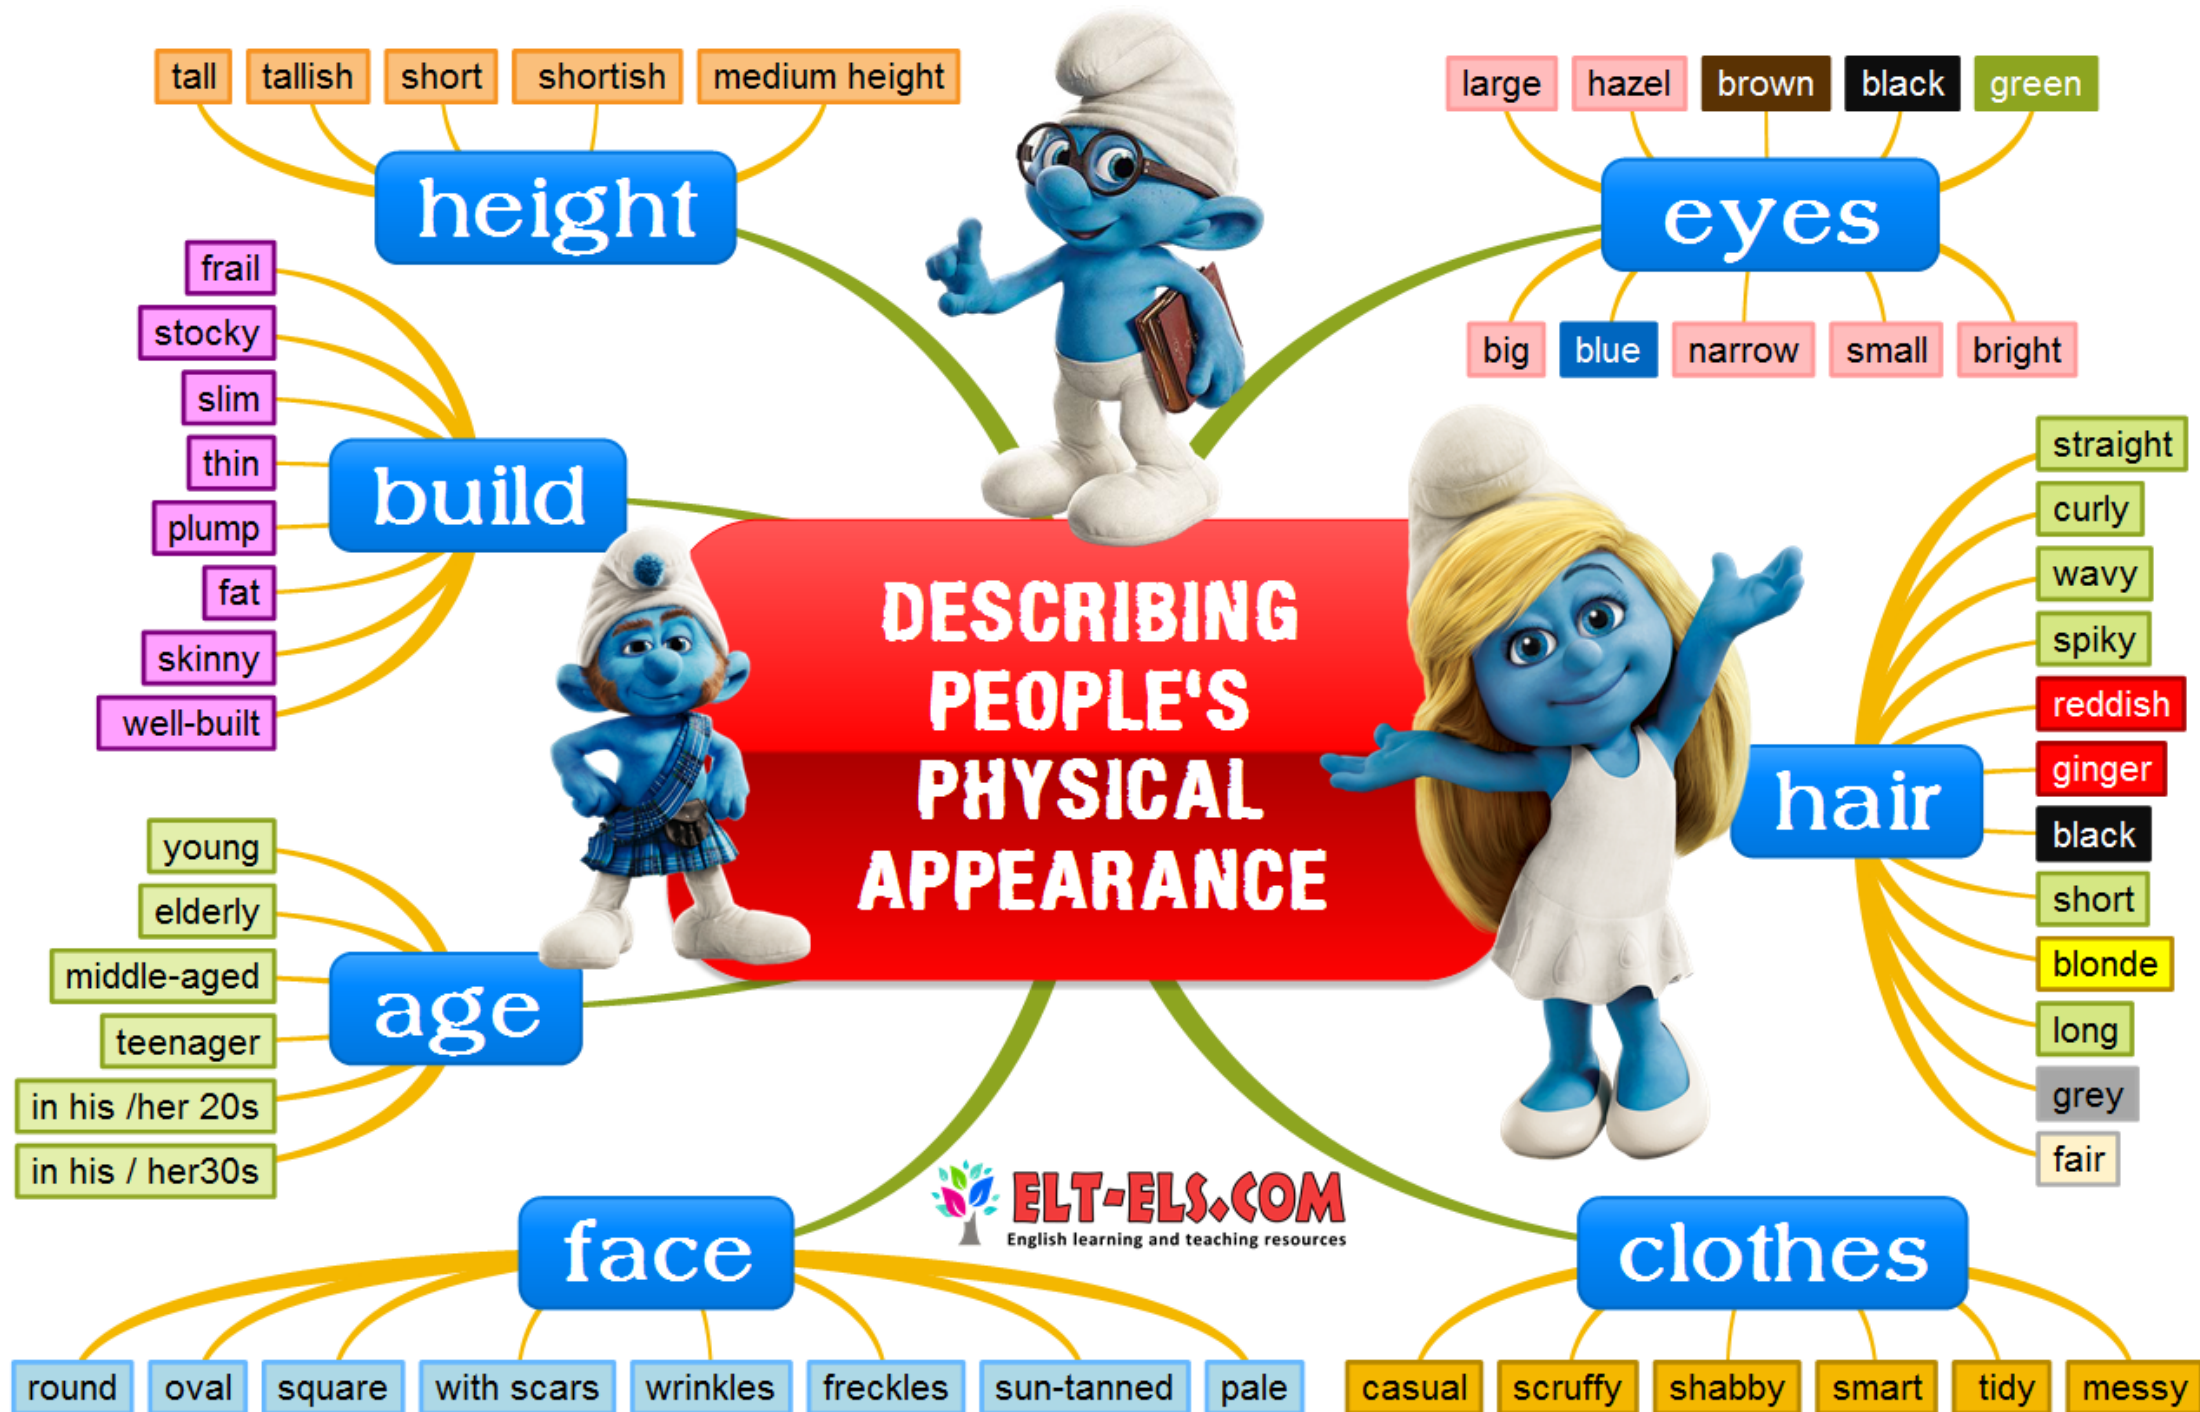 tall
tallish
short
shortish
medium height
height
large
hazel
brown
black
green
eyes
big
blue
narrow
small
bright
frail
stocky
slim
thin
plump
fat
skinny
well-built
build
DESCRIBING
PEOPLE'S
PHYSICAL
APPEARANCE
straight
curly
wavy
spiky
reddish
ginger
black
short
blonde
long
grey
fair
hair
young
elderly
middle-aged
teenager
in his /her 20s
in his / her30s
age
ELT-ELS.COM
English learning and teaching resources
face
round
oval
square
with scars
wrinkles
freckles
sun-tanned
pale
clothes
casual
scruffy
shabby
smart
tidy
messy